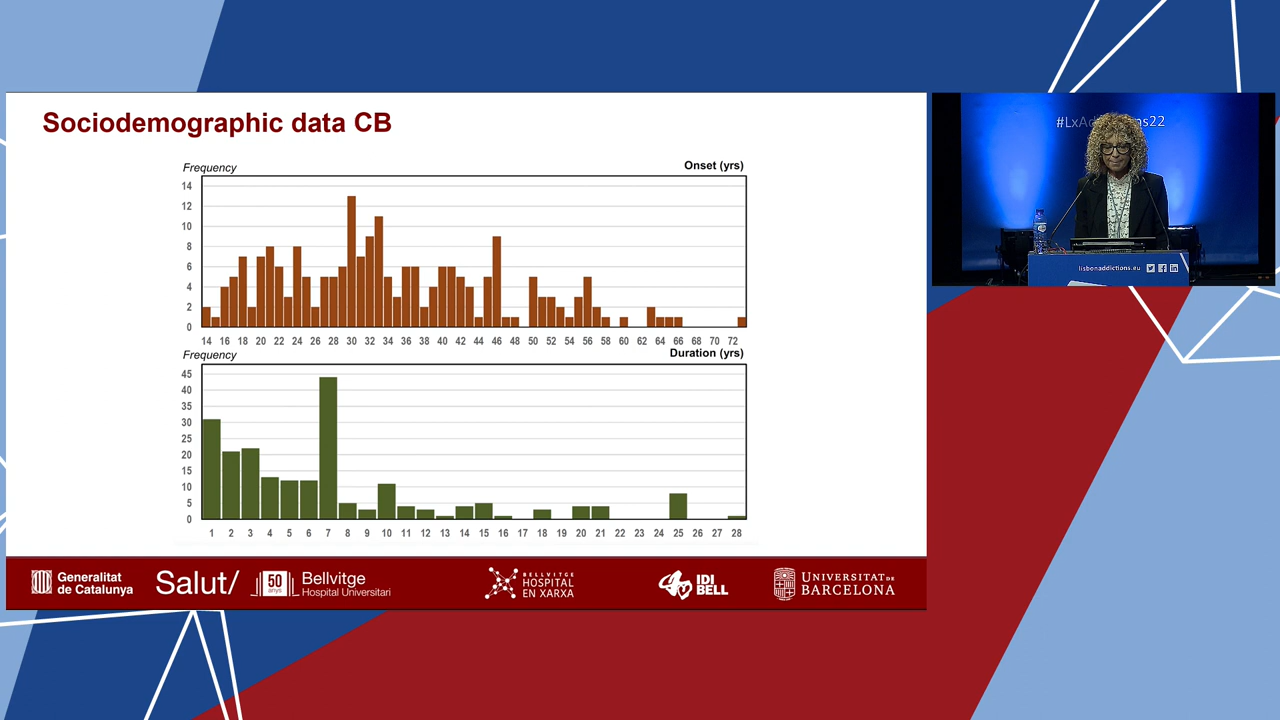 Sociodemographic data CB
Frequency
Onset (yrs)
14
12
10
8
6
4
2
0
14 16 18 20 22 24 26 28 30 32 34 36 38 40 42 44 46 48 50 52 54 56 58 60 62 64 66 68 70 72
Frequency
Duration (yrs)
45
40
35
30
25
20
15
10
5
0
1 2 3 4 5 6 7 8 9 10 11 12 13 14 15 16 17 18 19 20 21 22 23 24 25 26 27 28
Generalitat
de Catalunya
Salut/
50
anys
Bellvitge
Hospital Universitari
BELLVITGE
HOSPITAL
EN XARXA
IDI
BELL
UNIVERSITAT DE
BARCELONA
#LxAd ns22
lisbonaddictions.eu